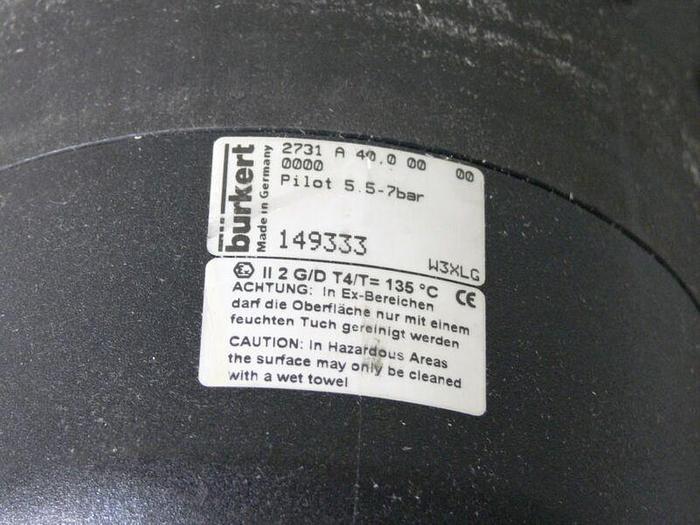 bürkert
Made in Germany
2731 A 40.0 00 00
0000
Pilot 5.5-7bar
149333
W3XLG
Ex II 2 G/D T4/T= 135 °C CE
ACHTUNG: In Ex-Bereichen
darf die Oberfläche nur mit einem
feuchten Tuch gereinigt werden
CAUTION: In Hazardous Areas
the surface may only be cleaned
with a wet towel